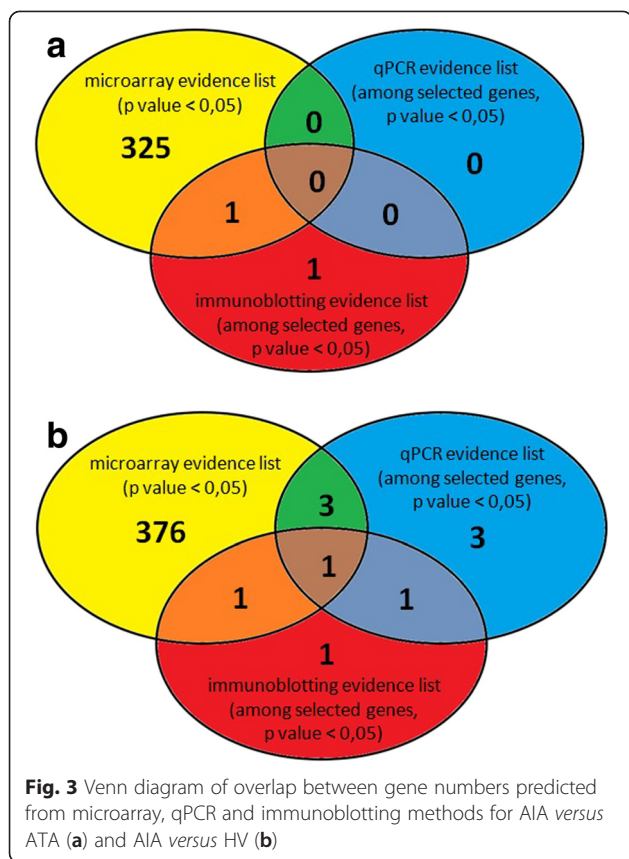 a
microarray evidence list
(p value < 0,05)
325
qPCR evidence list
(among selected genes,
p value < 0,05)
0
0
0
1
0
1
immunoblotting evidence list
(among selected genes,
p value < 0,05)
b
microarray evidence list
(p value < 0,05)
376
qPCR evidence list
(among selected genes,
p value < 0,05)
3
3
1
1
1
1
immunoblotting evidence list
(among selected genes,
p value < 0,05)
Fig. 3 Venn diagram of overlap between gene numbers predicted
from microarray, qPCR and immunoblotting methods for AIA versus
ATA (a) and AIA versus HV (b)